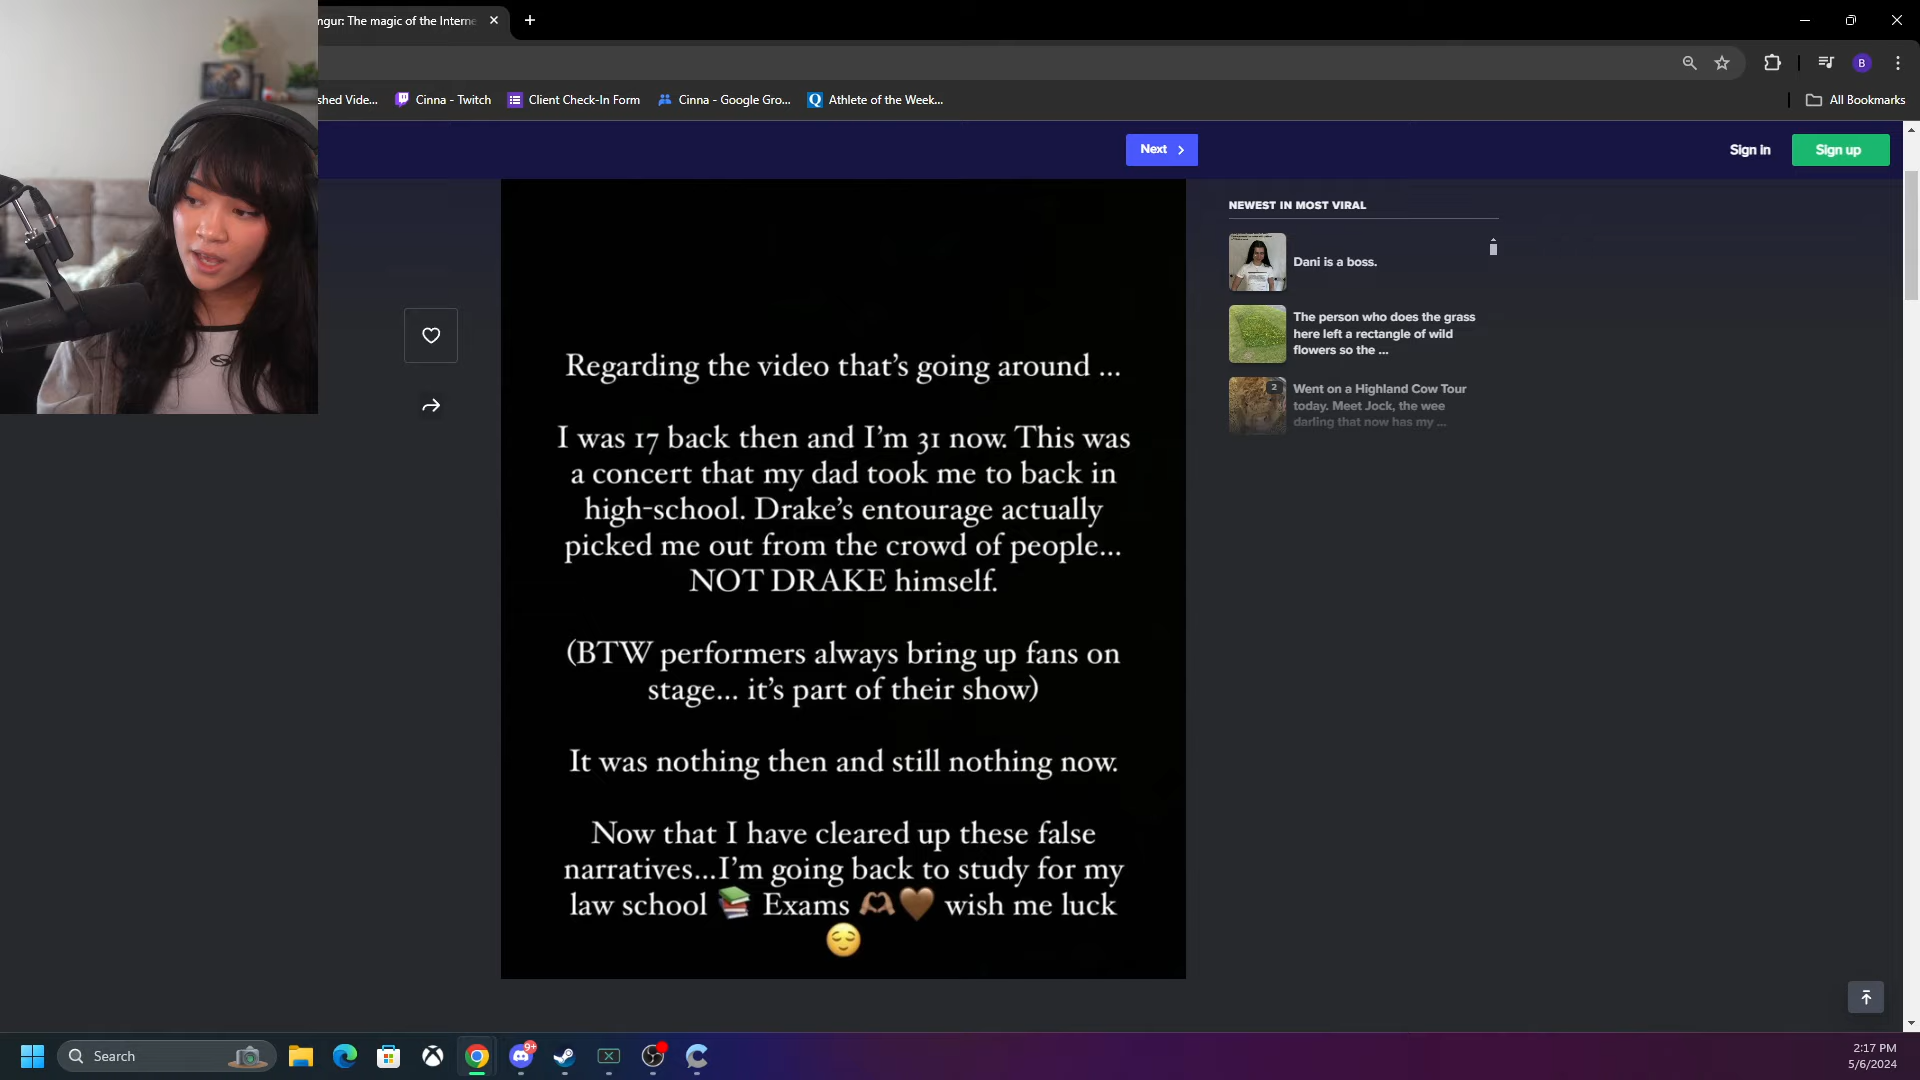 ngur: The magic of the Interne
shed Vide...
Cinna - Twitch
Client Check-In Form
Cinna - Google Gro...
Athlete of the Week...
All Bookmarks
B
Next
Sign in
Sign up
Regarding the video that's going around ...
I was 17 back then and I'm 31 now. This was
a concert that my dad took me to back in
high-school. Drake's entourage actually
picked me out from the crowd of people...
NOT DRAKE himself.
(BTW performers always bring up fans on
stage... it's part of their show)
It was nothing then and still nothing now.
Now that I have cleared up these false
narratives...I'm going back to study for my
law school 📚 Exams 🫶🏽🤎 wish me luck
😌
NEWEST IN MOST VIRAL
Dani is a boss.
The person who does the grass
here left a rectangle of wild
flowers so the ...
2
Went on a Highland Cow Tour
today. Meet Jock, the wee
darling that now has my ...
Search
9+
2:17 PM
5/6/2024